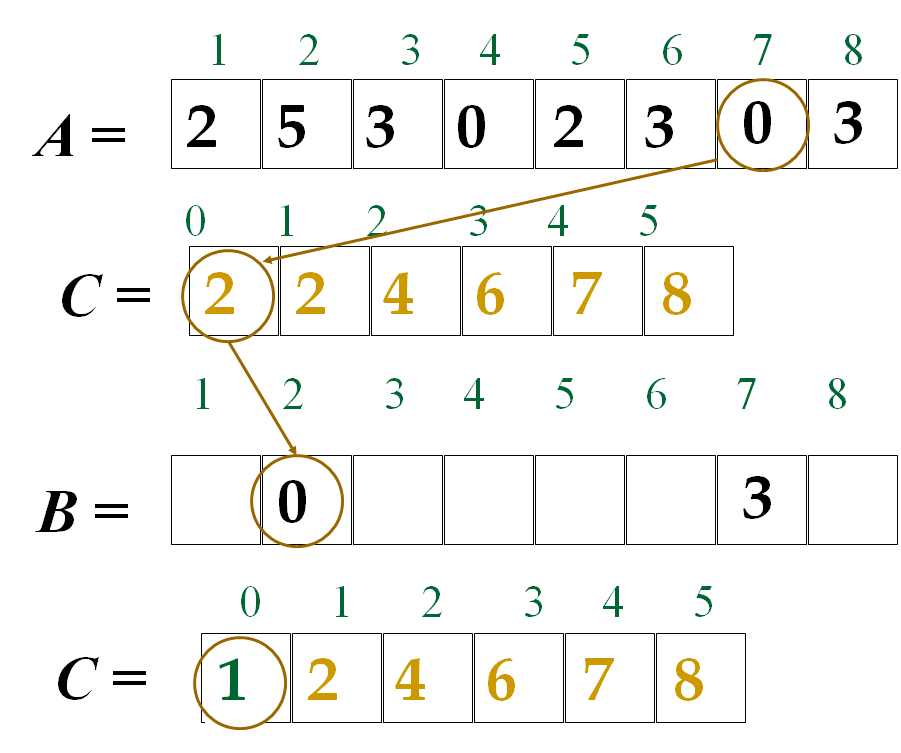 1 2 3 4 5 6 7 8
A = 2 5 3 0 2 3 0 3
0 1 2 3 4 5
C = 2 2 4 6 7 8
1 2 3 4 5 6 7 8
B = 0 3
0 1 2 3 4 5
C = 1 2 4 6 7 8